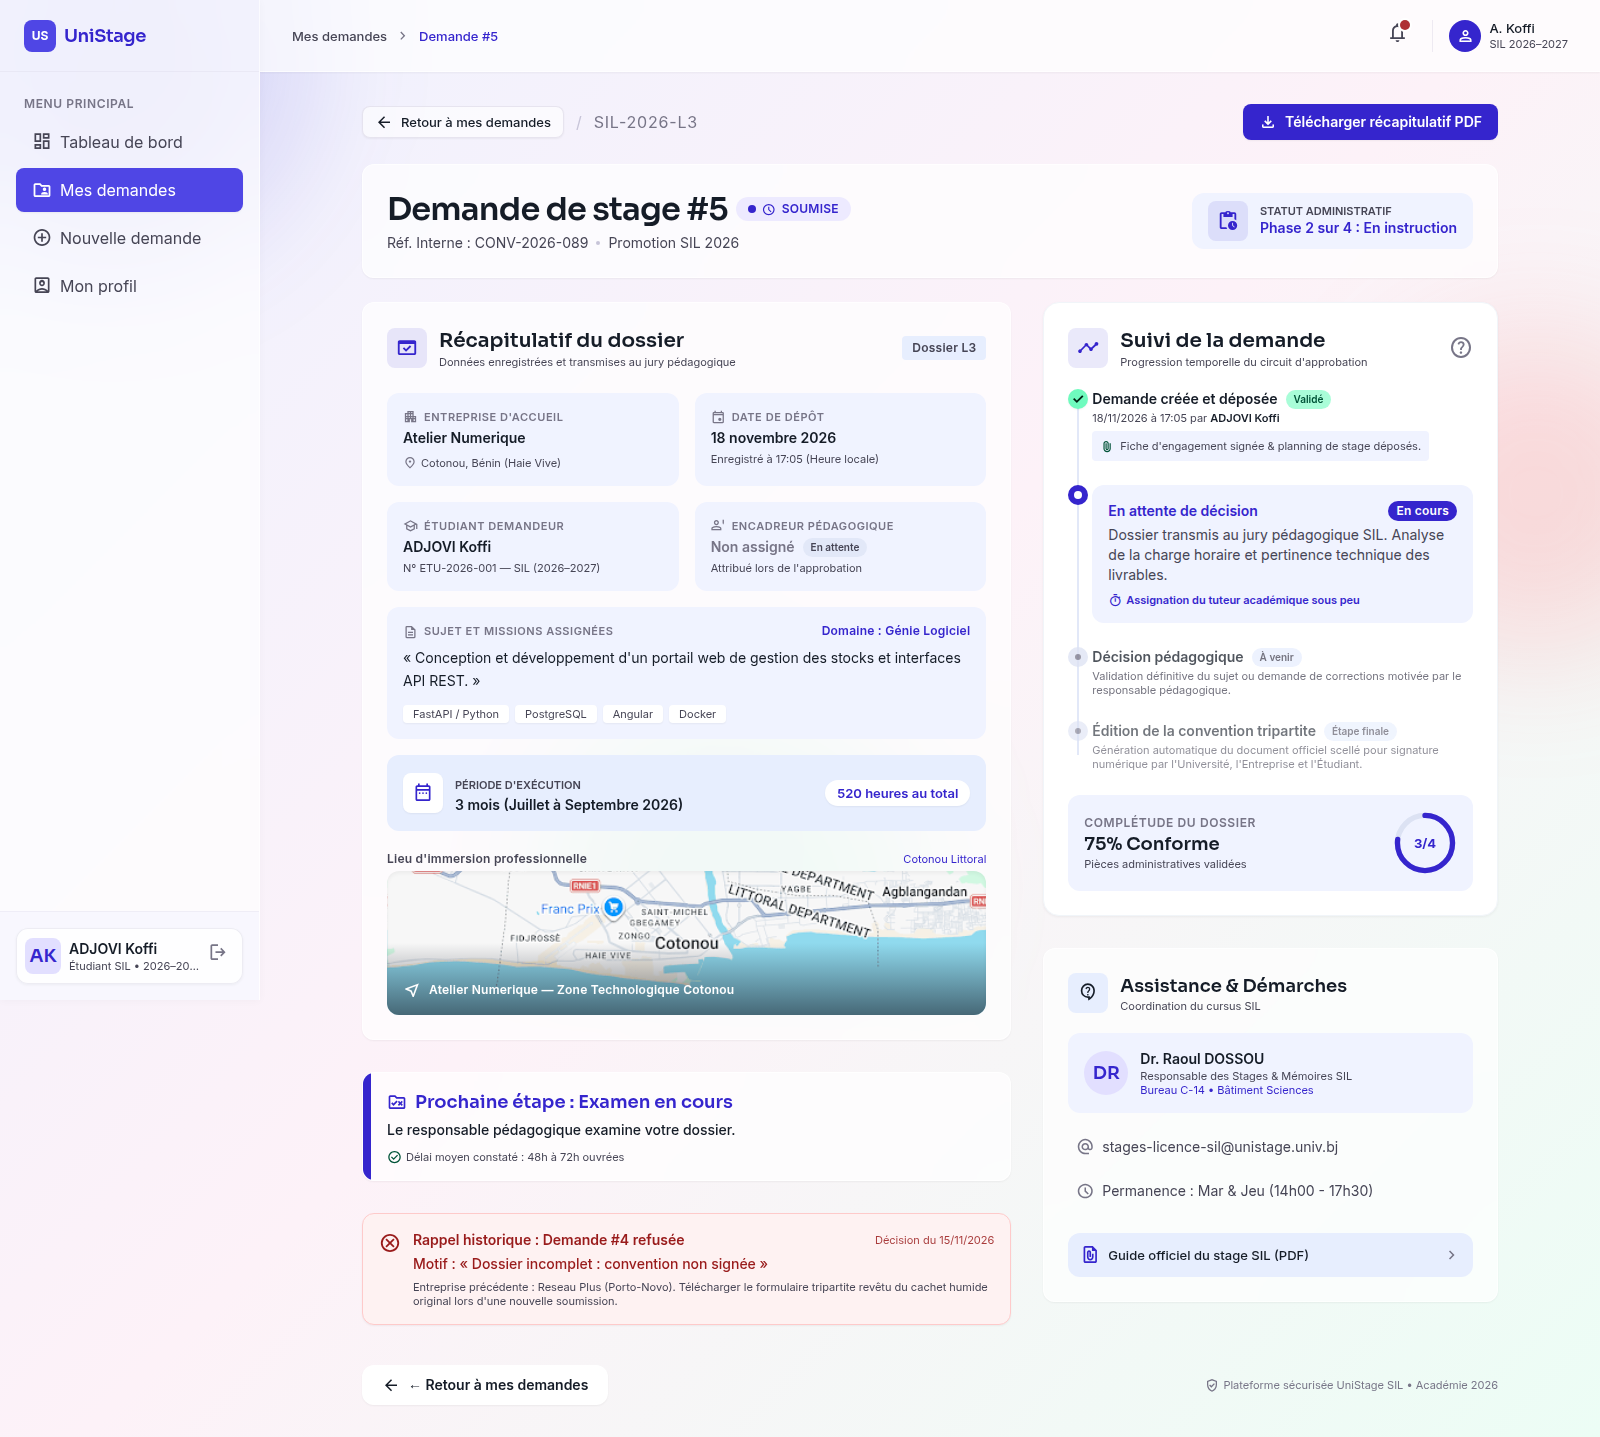 US UniStage
Mes demandes > Demande #5
A. Koffi
SIL 2026–2027
MENU PRINCIPAL
Tableau de bord
Mes demandes
Nouvelle demande
Mon profil
ADJOVI Koffi
AK
Étudiant SIL • 2026–20...
Retour à mes demandes / SIL-2026-L3
Télécharger récapitulatif PDF
Demande de stage #5 SOUMISE
Réf. Interne : CONV-2026-089 • Promotion SIL 2026
STATUT ADMINISTRATIF
Phase 2 sur 4 : En instruction
Récapitulatif du dossier
Données enregistrées et transmises au jury pédagogique
Dossier L3
ENTREPRISE D'ACCUEIL
Atelier Numerique
Cotonou, Bénin (Haie Vive)
DATE DE DÉPÔT
18 novembre 2026
Enregistré à 17:05 (Heure locale)
ÉTUDIANT DEMANDEUR
ADJOVI Koffi
N° ETU-2026-001 — SIL (2026–2027)
ENCADREUR PÉDAGOGIQUE
Non assigné En attente
Attribué lors de l'approbation
SUJET ET MISSIONS ASSIGNÉES
Domaine : Génie Logiciel
« Conception et développement d'un portail web de gestion des stocks et interfaces
API REST. »
FastAPI / Python PostgreSQL Angular Docker
PÉRIODE D'EXÉCUTION
3 mois (Juillet à Septembre 2026)
520 heures au total
Lieu d'immersion professionnelle
Cotonou Littoral
RNIE1
Franc Prix
SAINT-MICHEL
GBEGAMEY
ZONGO
FIDJROSSÈ
HAIE VIVE
Cotonou
DEPARTMENT
LITTORAL DEPARTMENT
YAGBE
Agblangandan
Atelier Numerique — Zone Technologique Cotonou
Prochaine étape : Examen en cours
Le responsable pédagogique examine votre dossier.
Délai moyen constaté : 48h à 72h ouvrées
Rappel historique : Demande #4 refusée
Décision du 15/11/2026
Motif : « Dossier incomplet : convention non signée »
Entreprise précédente : Reseau Plus (Porto-Novo). Télécharger le formulaire tripartite revêtu du cachet humide
original lors d'une nouvelle soumission.
← Retour à mes demandes
Suivi de la demande
Progression temporelle du circuit d'approbation
Demande créée et déposée Validé
18/11/2026 à 17:05 par ADJOVI Koffi
Fiche d'engagement signée & planning de stage déposés.
En attente de décision En cours
Dossier transmis au jury pédagogique SIL. Analyse
de la charge horaire et pertinence technique des
livrables.
Assignation du tuteur académique sous peu
Décision pédagogique À venir
Validation définitive du sujet ou demande de corrections motivée par le
responsable pédagogique.
Édition de la convention tripartite Étape finale
Génération automatique du document officiel scellé pour signature
numérique par l'Université, l'Entreprise et l'Étudiant.
COMPLÉTUDE DU DOSSIER
75% Conforme
Pièces administratives validées
3/4
Assistance & Démarches
Coordination du cursus SIL
DR
Dr. Raoul DOSSOU
Responsable des Stages & Mémoires SIL
Bureau C-14 • Bâtiment Sciences
stages-licence-sil@unistage.univ.bj
Permanence : Mar & Jeu (14h00 - 17h30)
Guide officiel du stage SIL (PDF)
Plateforme sécurisée UniStage SIL • Académie 2026